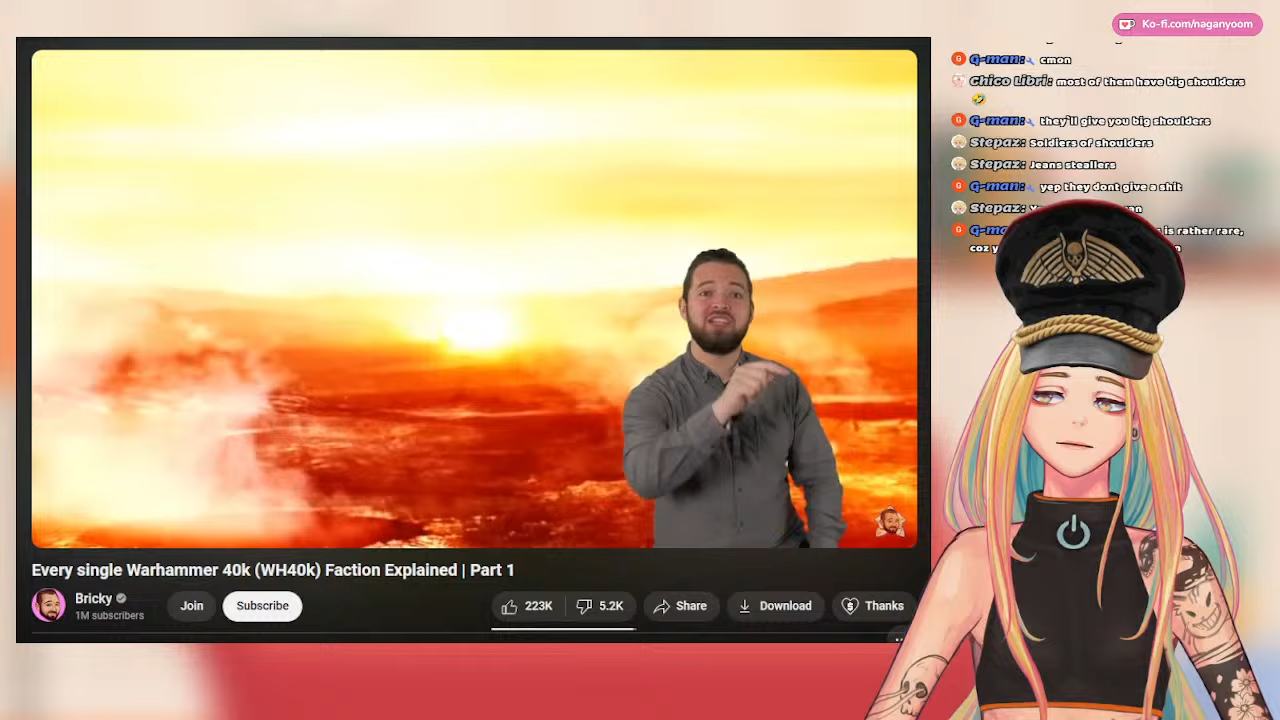 Ko-fi.com/naganyoom
G-man: cmon
Chico Libri: most of them have big shoulders
G-man: they'll give you big shoulders
Stepaz: Soldiers of shoulders
Stepaz: Jeans steallers
G-man: yep they dont give a shit
Stepaz:
is rather rare,
coz
Every single Warhammer 40k (WH40k) Faction Explained | Part 1
Bricky
1M subscribers
Join
Subscribe
223K
5.2K
Share
Download
Thanks